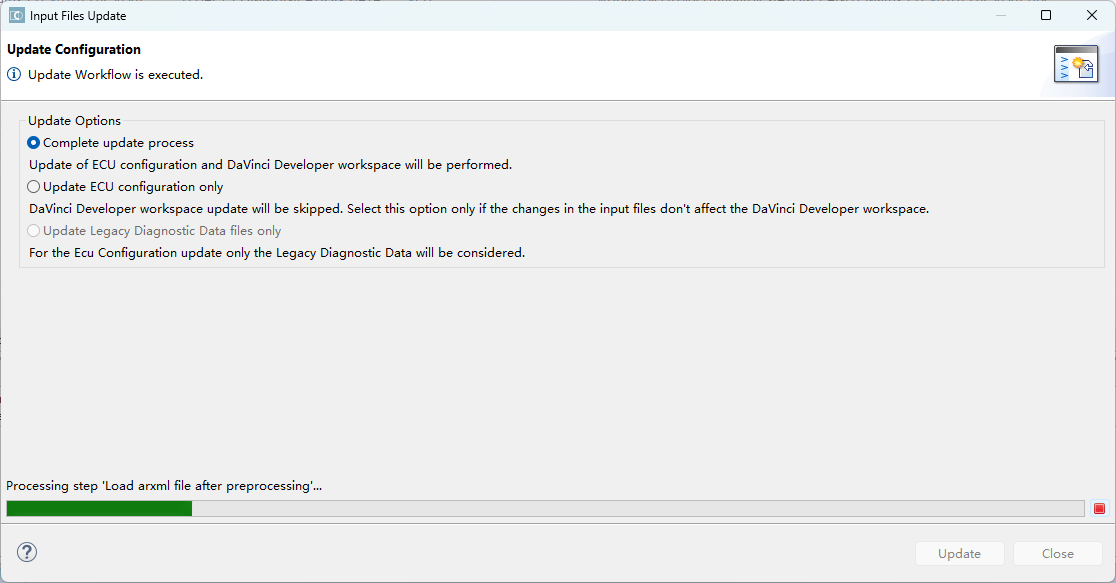 Input Files Update
Update Configuration
Update Workflow is executed.
Update Options
Complete update process
Update of ECU configuration and DaVinci Developer workspace will be performed.
Update ECU configuration only
DaVinci Developer workspace update will be skipped. Select this option only if the changes in the input files don't affect the DaVinci Developer workspace.
Update Legacy Diagnostic Data files only
For the Ecu Configuration update only the Legacy Diagnostic Data will be considered.
Processing step 'Load arxml file after preprocessing'...
?
Update Close